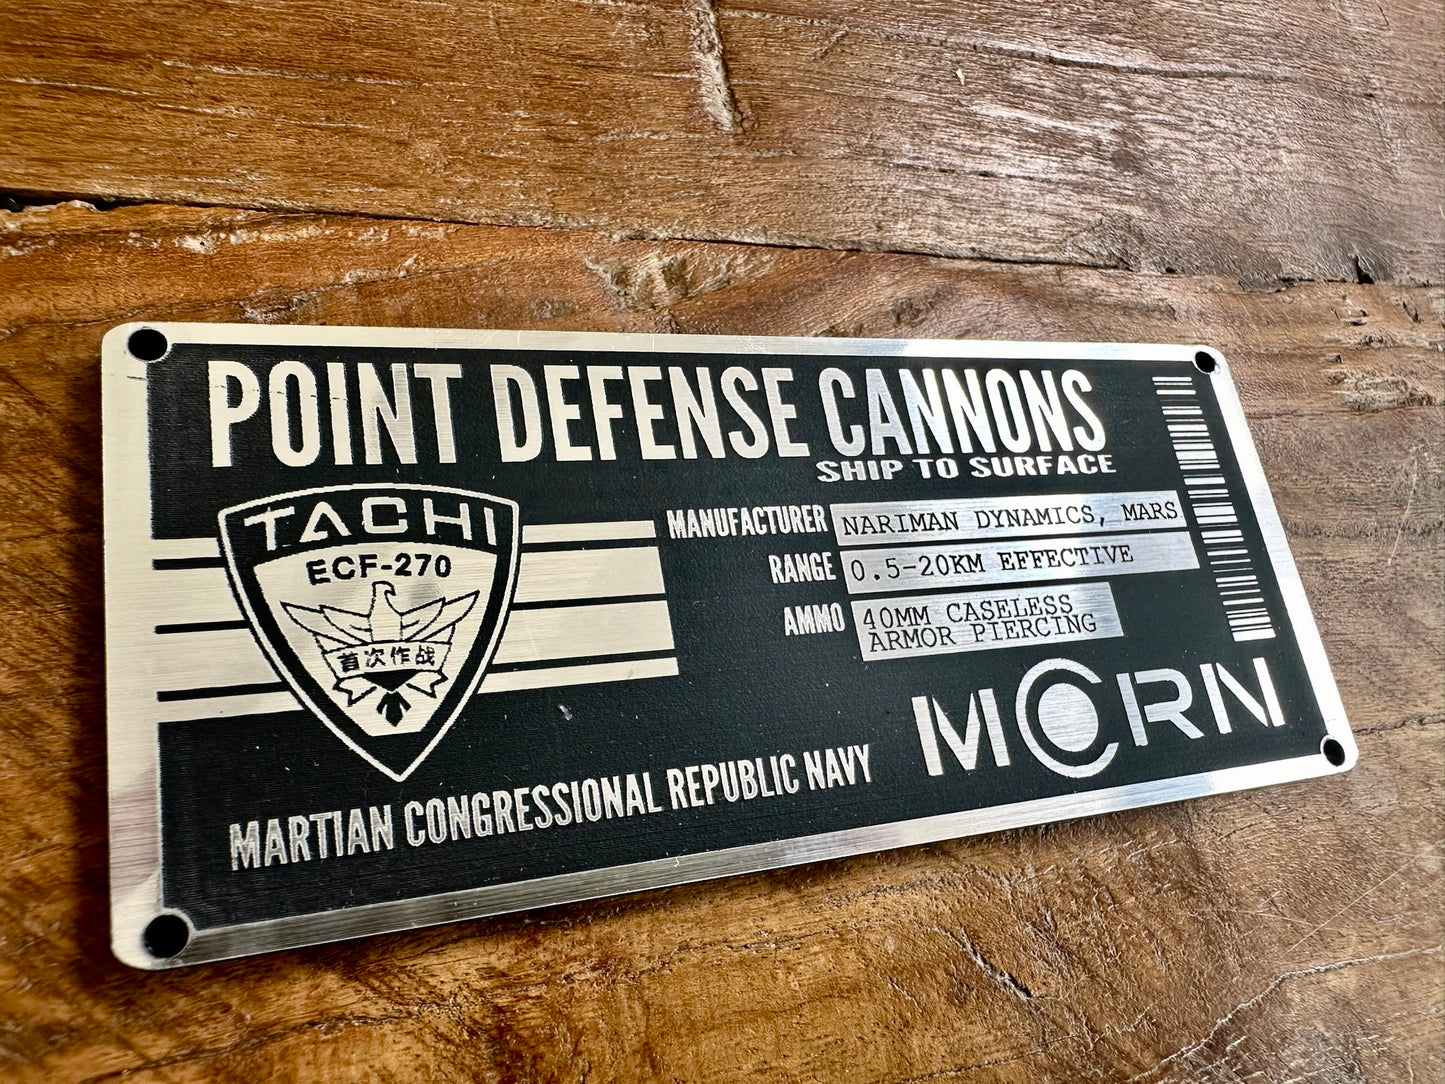 POINT DEFENSE CANNONS
SHIP TO SURFACE
TACHI
ECF-270
首次作战
MANUFACTURER NARIMAN DYNAMICS, MARS
RANGE 0.5-20KM EFFECTIVE
AMMO 40MM CASELESS
ARMOR PIERCING
MCRN
MARTIAN CONGRESSIONAL REPUBLIC NAVY